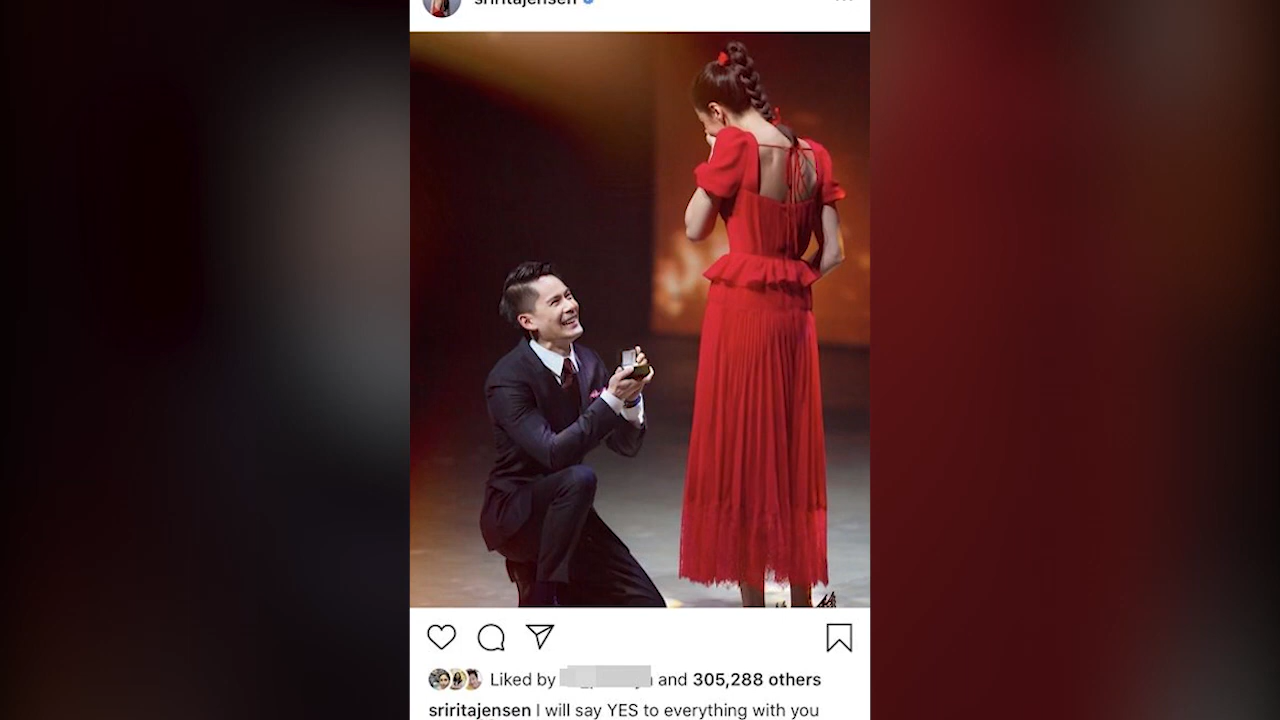 sriritajensen
Liked by and 305,288 others
sriritajensen I will say YES to everything with you